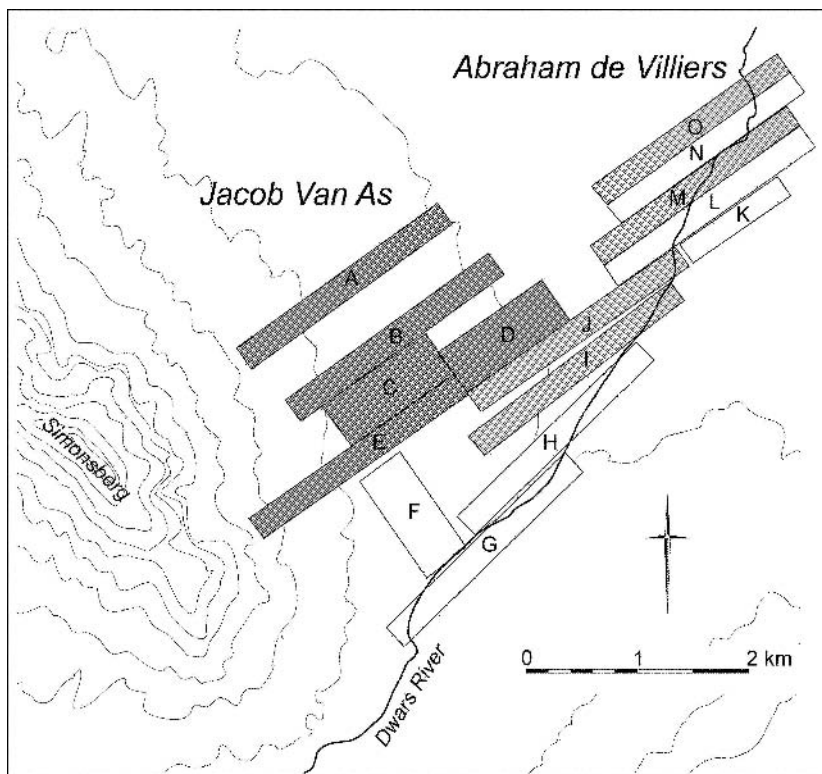 Abraham de Villiers
Jacob Van As
O
N
M
L
K
A
B
D
J
I
C
E
H
F
G
Simonsberg
Dwars River
0 1 2 km